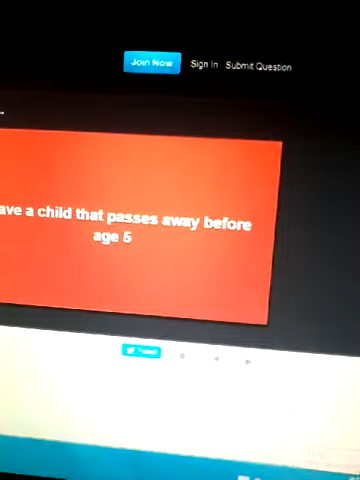 Join Now Sign In Submit Question
ave a child that passes away before
age 5
Tweet